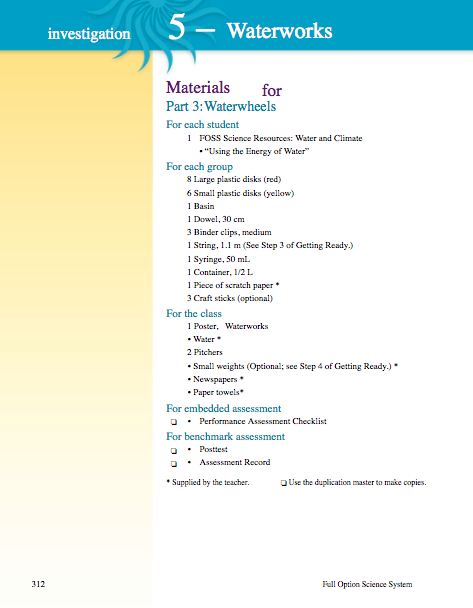 investigation 5 – Waterworks
Materials for
Part 3: Waterwheels
For each student
1 FOSS Science Resources: Water and Climate
• “Using the Energy of Water”
For each group
8 Large plastic disks (red)
6 Small plastic disks (yellow)
1 Basin
1 Dowel, 30 cm
3 Binder clips, medium
1 String, 1.1 m (See Step 3 of Getting Ready.)
1 Syringe, 50 mL
1 Container, 1/2 L
1 Piece of scratch paper *
3 Craft sticks (optional)
For the class
1 Poster, Waterworks
• Water *
2 Pitchers
• Small weights (Optional; see Step 4 of Getting Ready.) *
• Newspapers *
• Paper towels*
For embedded assessment
❏ • Performance Assessment Checklist
For benchmark assessment
❏ • Posttest
❏ • Assessment Record
* Supplied by the teacher. ❏ Use the duplication master to make copies.
312 Full Option Science System